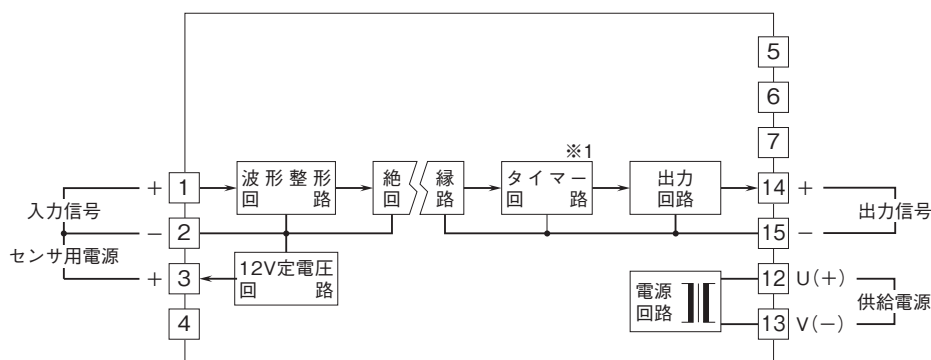 5
6
7
※1
+ 1
波形整形
回 路
絶
回
縁
路
タイマー
回 路
出力
回路
14 +
入力信号
出力信号
− 2
15 −
センサ用電源
+ 3
12V定電圧
回 路
4
電源
回路
12 U(+)
供給電源
13 V(−)